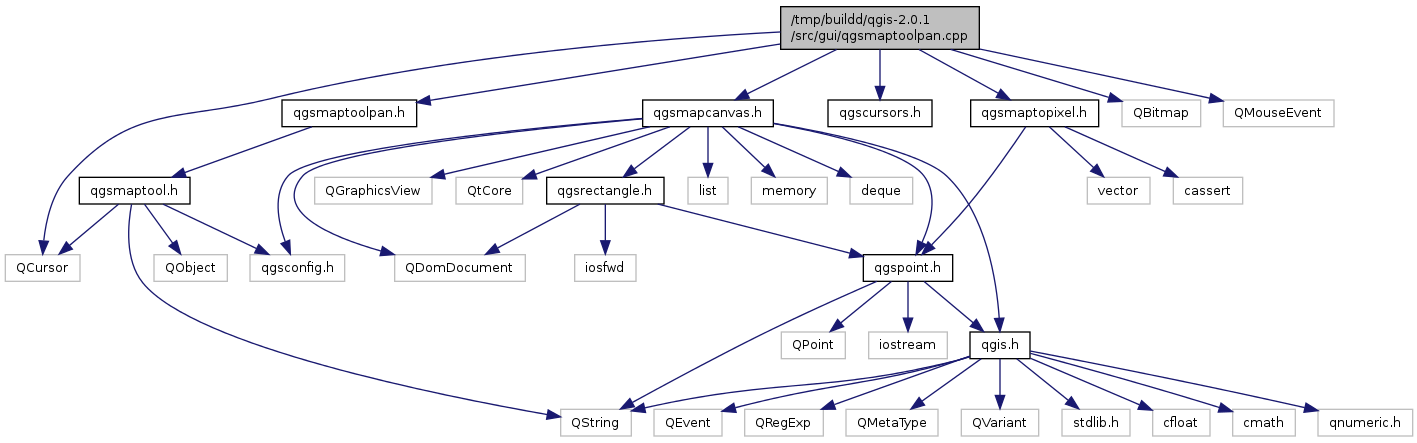 /tmp/buildd/qgis-2.0.1
/src/gui/qgsmaptoolpan.cpp
qgsmaptoolpan.h
qgsmapcanvas.h
qgscursors.h
qgsmaptopixel.h
QBitmap
QMouseEvent
qgsmaptool.h
QGraphicsView
QtCore
qgsrectangle.h
list
memory
deque
vector
cassert
QCursor
QObject
qgsconfig.h
QDomDocument
iosfwd
qgspoint.h
QPoint
iostream
qgis.h
QString
QEvent
QRegExp
QMetaType
QVariant
stdlib.h
cfloat
cmath
qnumeric.h